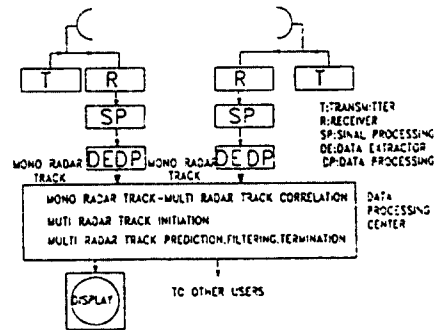 T R R T
SP SP
T:TRANSMTTER
R:RECEIVER
SP:SINAL PROCESSING
DE:DATA EXTRACTOR
DP:DATA PROCESSING
DEDP DEDP
MONO RADAR TRACK
MONO RADAR TRACK
MONO RADAR TRACK-MULTI RADAR TRACK CORRELATION
MUTI RADAR TRACK INITIATION
MULTI RADAR TRACK PREDICTION,FILTERING,TERMINATION
DATA
PROCESSING
CENTER
DISPLAY
TO OTHER USERS